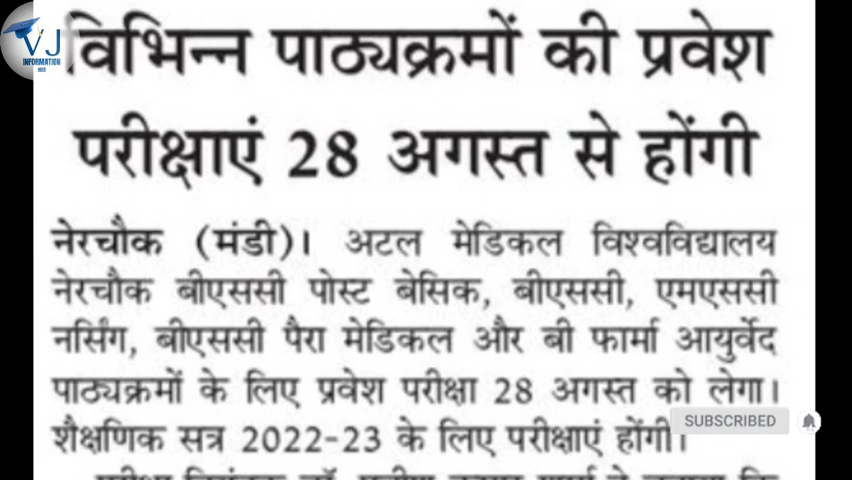 VJ
INFORMATION
विभिन्न पाठ्यक्रमों की प्रवेश
परीक्षाएं 28 अगस्त से होंगी
नेरचौक (मंडी)। अटल मेडिकल विश्वविद्यालय
नेरचौक बीएससी पोस्ट बेसिक, बीएससी, एमएससी
नर्सिंग, बीएससी पैरा मेडिकल और बी फार्मा आयुर्वेद
पाठ्यक्रमों के लिए प्रवेश परीक्षा 28 अगस्त को लेगा।
शैक्षणिक सत्र 2022-23 के लिए परीक्षाएं होंगी।
SUBSCRIBED